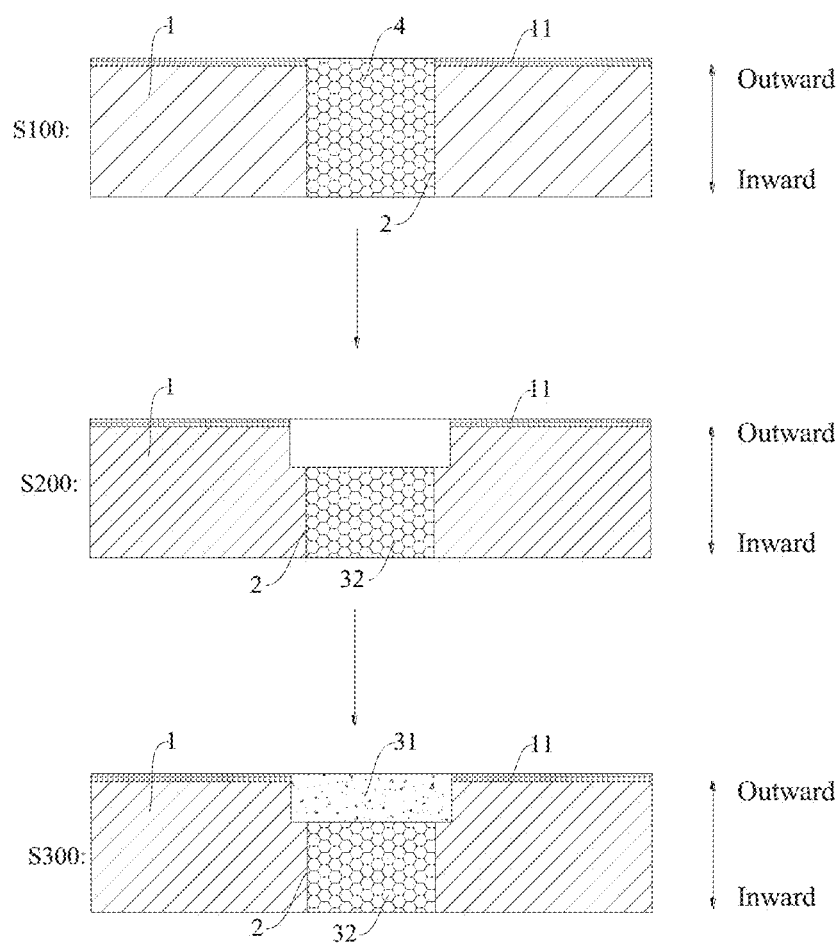 1 4 11
Outward
S100:
Inward
2
1 11
Outward
S200:
Inward
2 32
1 31 11
Outward
S300:
Inward
2 32